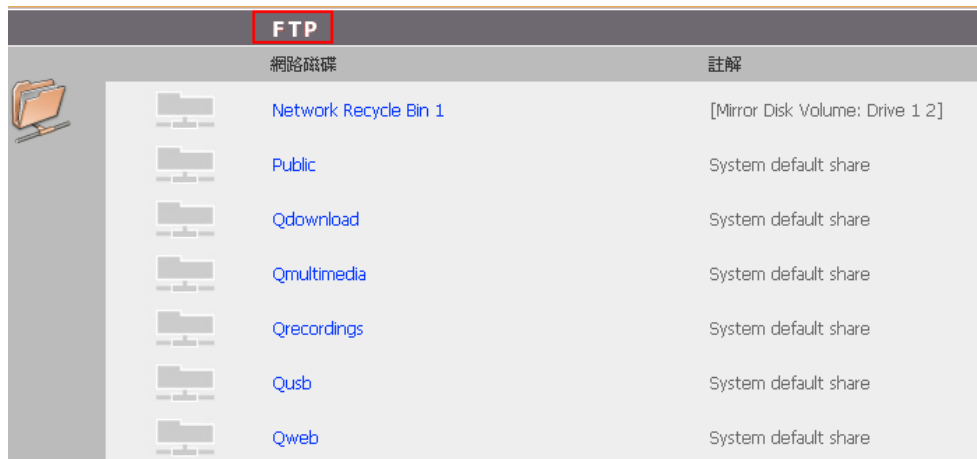 FTP
網路磁碟 註解
Network Recycle Bin 1 [Mirror Disk Volume: Drive 1 2]
Public System default share
Qdownload System default share
Qmultimedia System default share
Qrecordings System default share
Qusb System default share
Qweb System default share